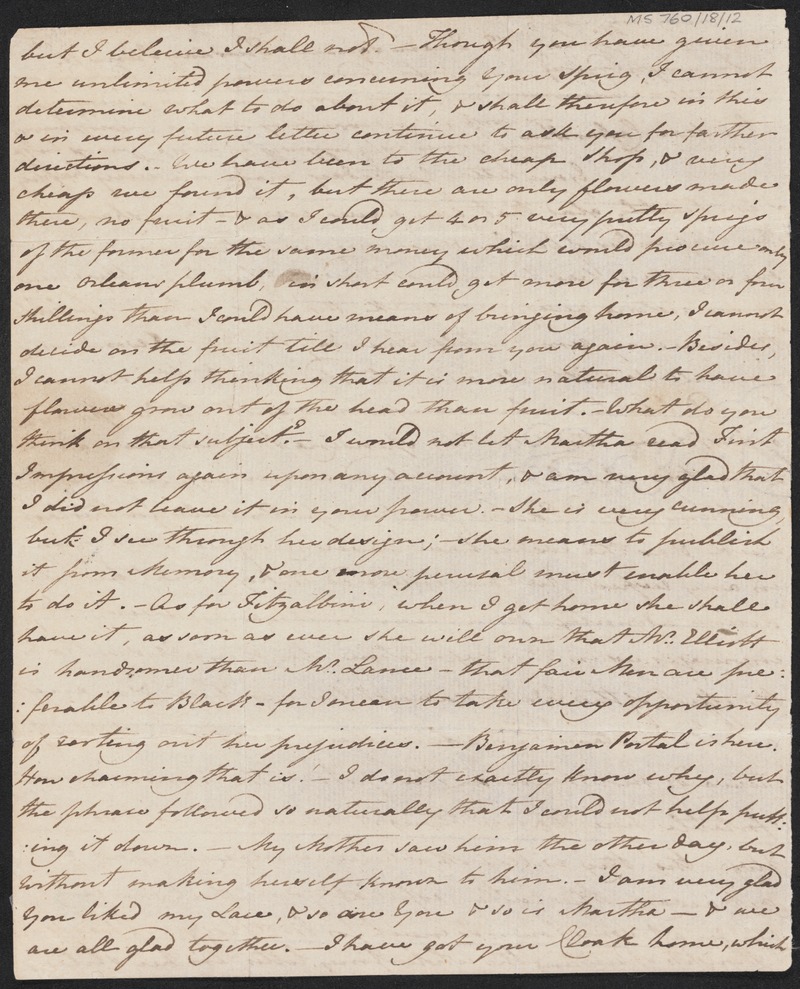 MS 760/18/12
but I beleive I shall not. — Though you have given
me unlimited powers concerning Your Sprig, I cannot
determine what to do about it, & shall therefore in this
& in every future letter continue to ask you for farther
directions. - We have been to the cheap Shop, & very
cheap we found it, but there are only flowers made
there, no fruit - & as I could get 4 or 5 very pretty sprigs
of the former for the same money which would procure only
one Orleans plumb, in short could get more for three or four
Shillings than I could have means of bringing home, I cannot
decide on the fruit till I hear from you again. - Besides,
I cannot help thinking that it is more natural to have
flowers grow out of the head than fruit. - What do you
think on that subject? - I would not let Martha read First
Impressions again upon any account, & am very glad that
I did not leave it in your power. - She is very cunning,
but I see through her design; - she means to publish
it from Memory, & one more perusal must enable her
to do it. - As for Fitzalbini, when I get home she shall
have it, as soon as ever she will own that Mr. Elliott
is handsomer than Mr. Lance - that fair Men are pre:
:ferable to Black - for I mean to take every opportunity
of rooting out her prejudices. — Benjamin Portal is here.
How charming that is! - I do not exactly know why, but
the phrase followed so naturally that I could not help putt:
:ing it down. - My Mother saw him the other day, but
without making herself known to him. - I am very glad
You liked my Lace, & so are You & so is Martha - & we
are all glad together. - I have got your Cloak home, which